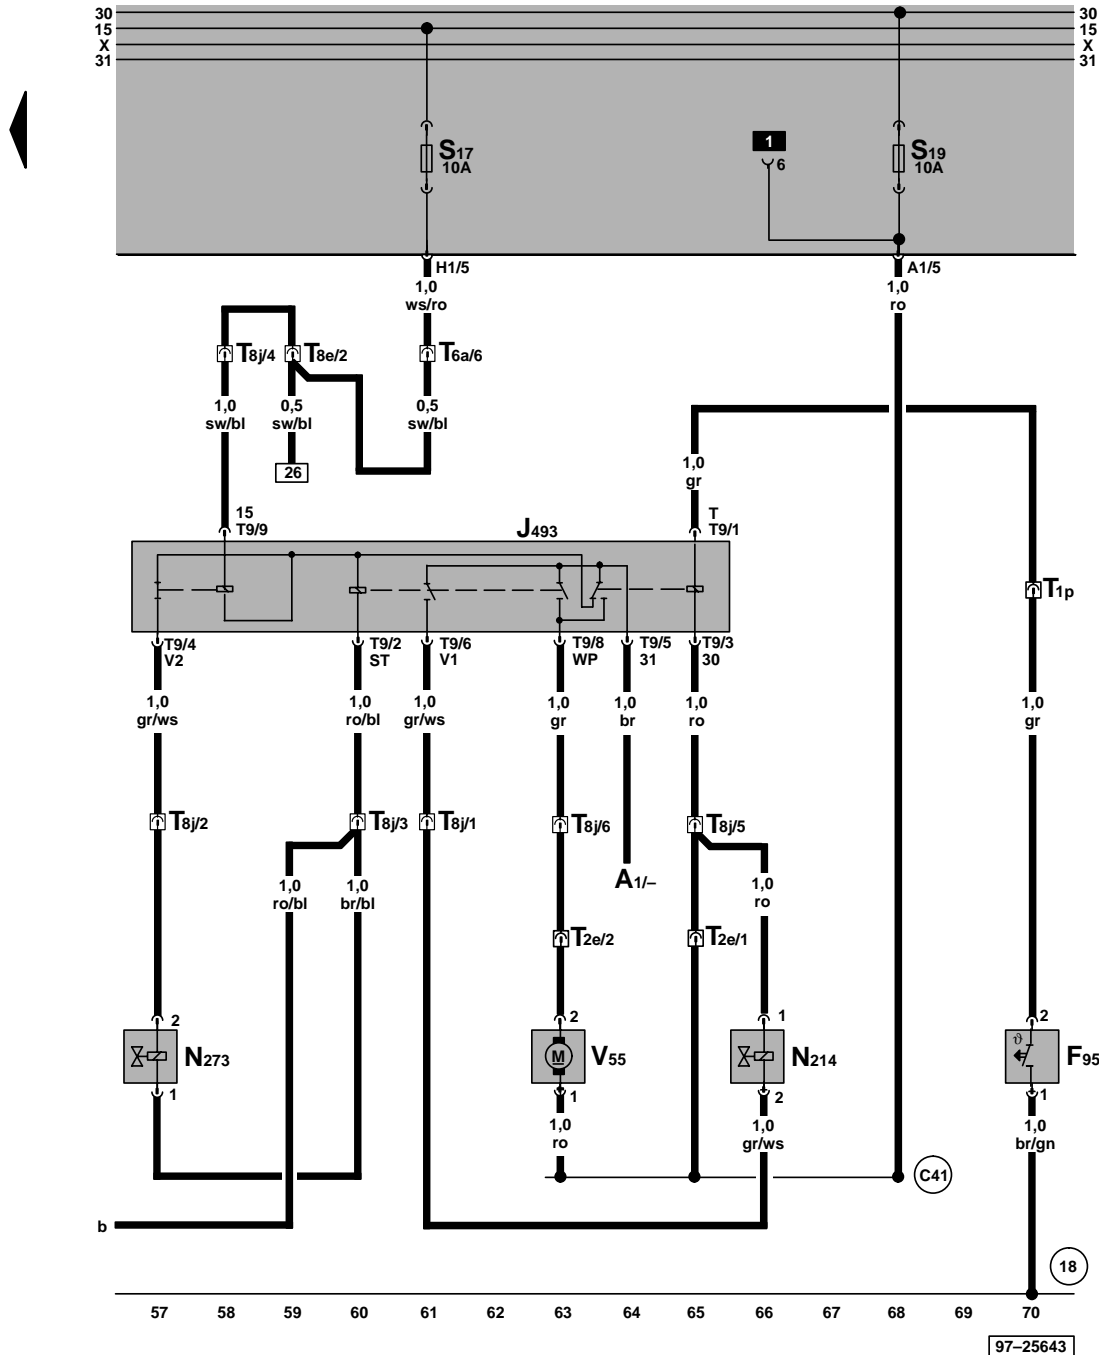 30 30
15 15
X X
31 31
1
6
S17 S19
10A 10A
H1/5 A1/5
1,0 1,0
ws/ro ro
T8j/4 T8e/2 T6a/6
1,0 0,5 0,5
sw/bl sw/bl sw/bl
26
1,0
gr
15 T
T9/9 J493 T9/1
T1p
T9/4 T9/2 T9/6 T9/8 T9/5 T9/3
V2 ST V1 WP 31 30
1,0 1,0 1,0 1,0 1,0 1,0 1,0
gr/ws ro/bl gr/ws gr br ro gr
T8j/2 T8j/3 T8j/1 T8j/6 T8j/5
A1/–
1,0 1,0 1,0
ro/bl br/bl ro
T2e/2 T2e/1
2 2 1 2
N273 M V55 N214 ϑ F95
1 1 2 1
1,0 1,0 1,0
ro gr/ws br/gn
C41
b
18
57 58 59 60 61 62 63 64 65 66 67 68 69 70
97–25643